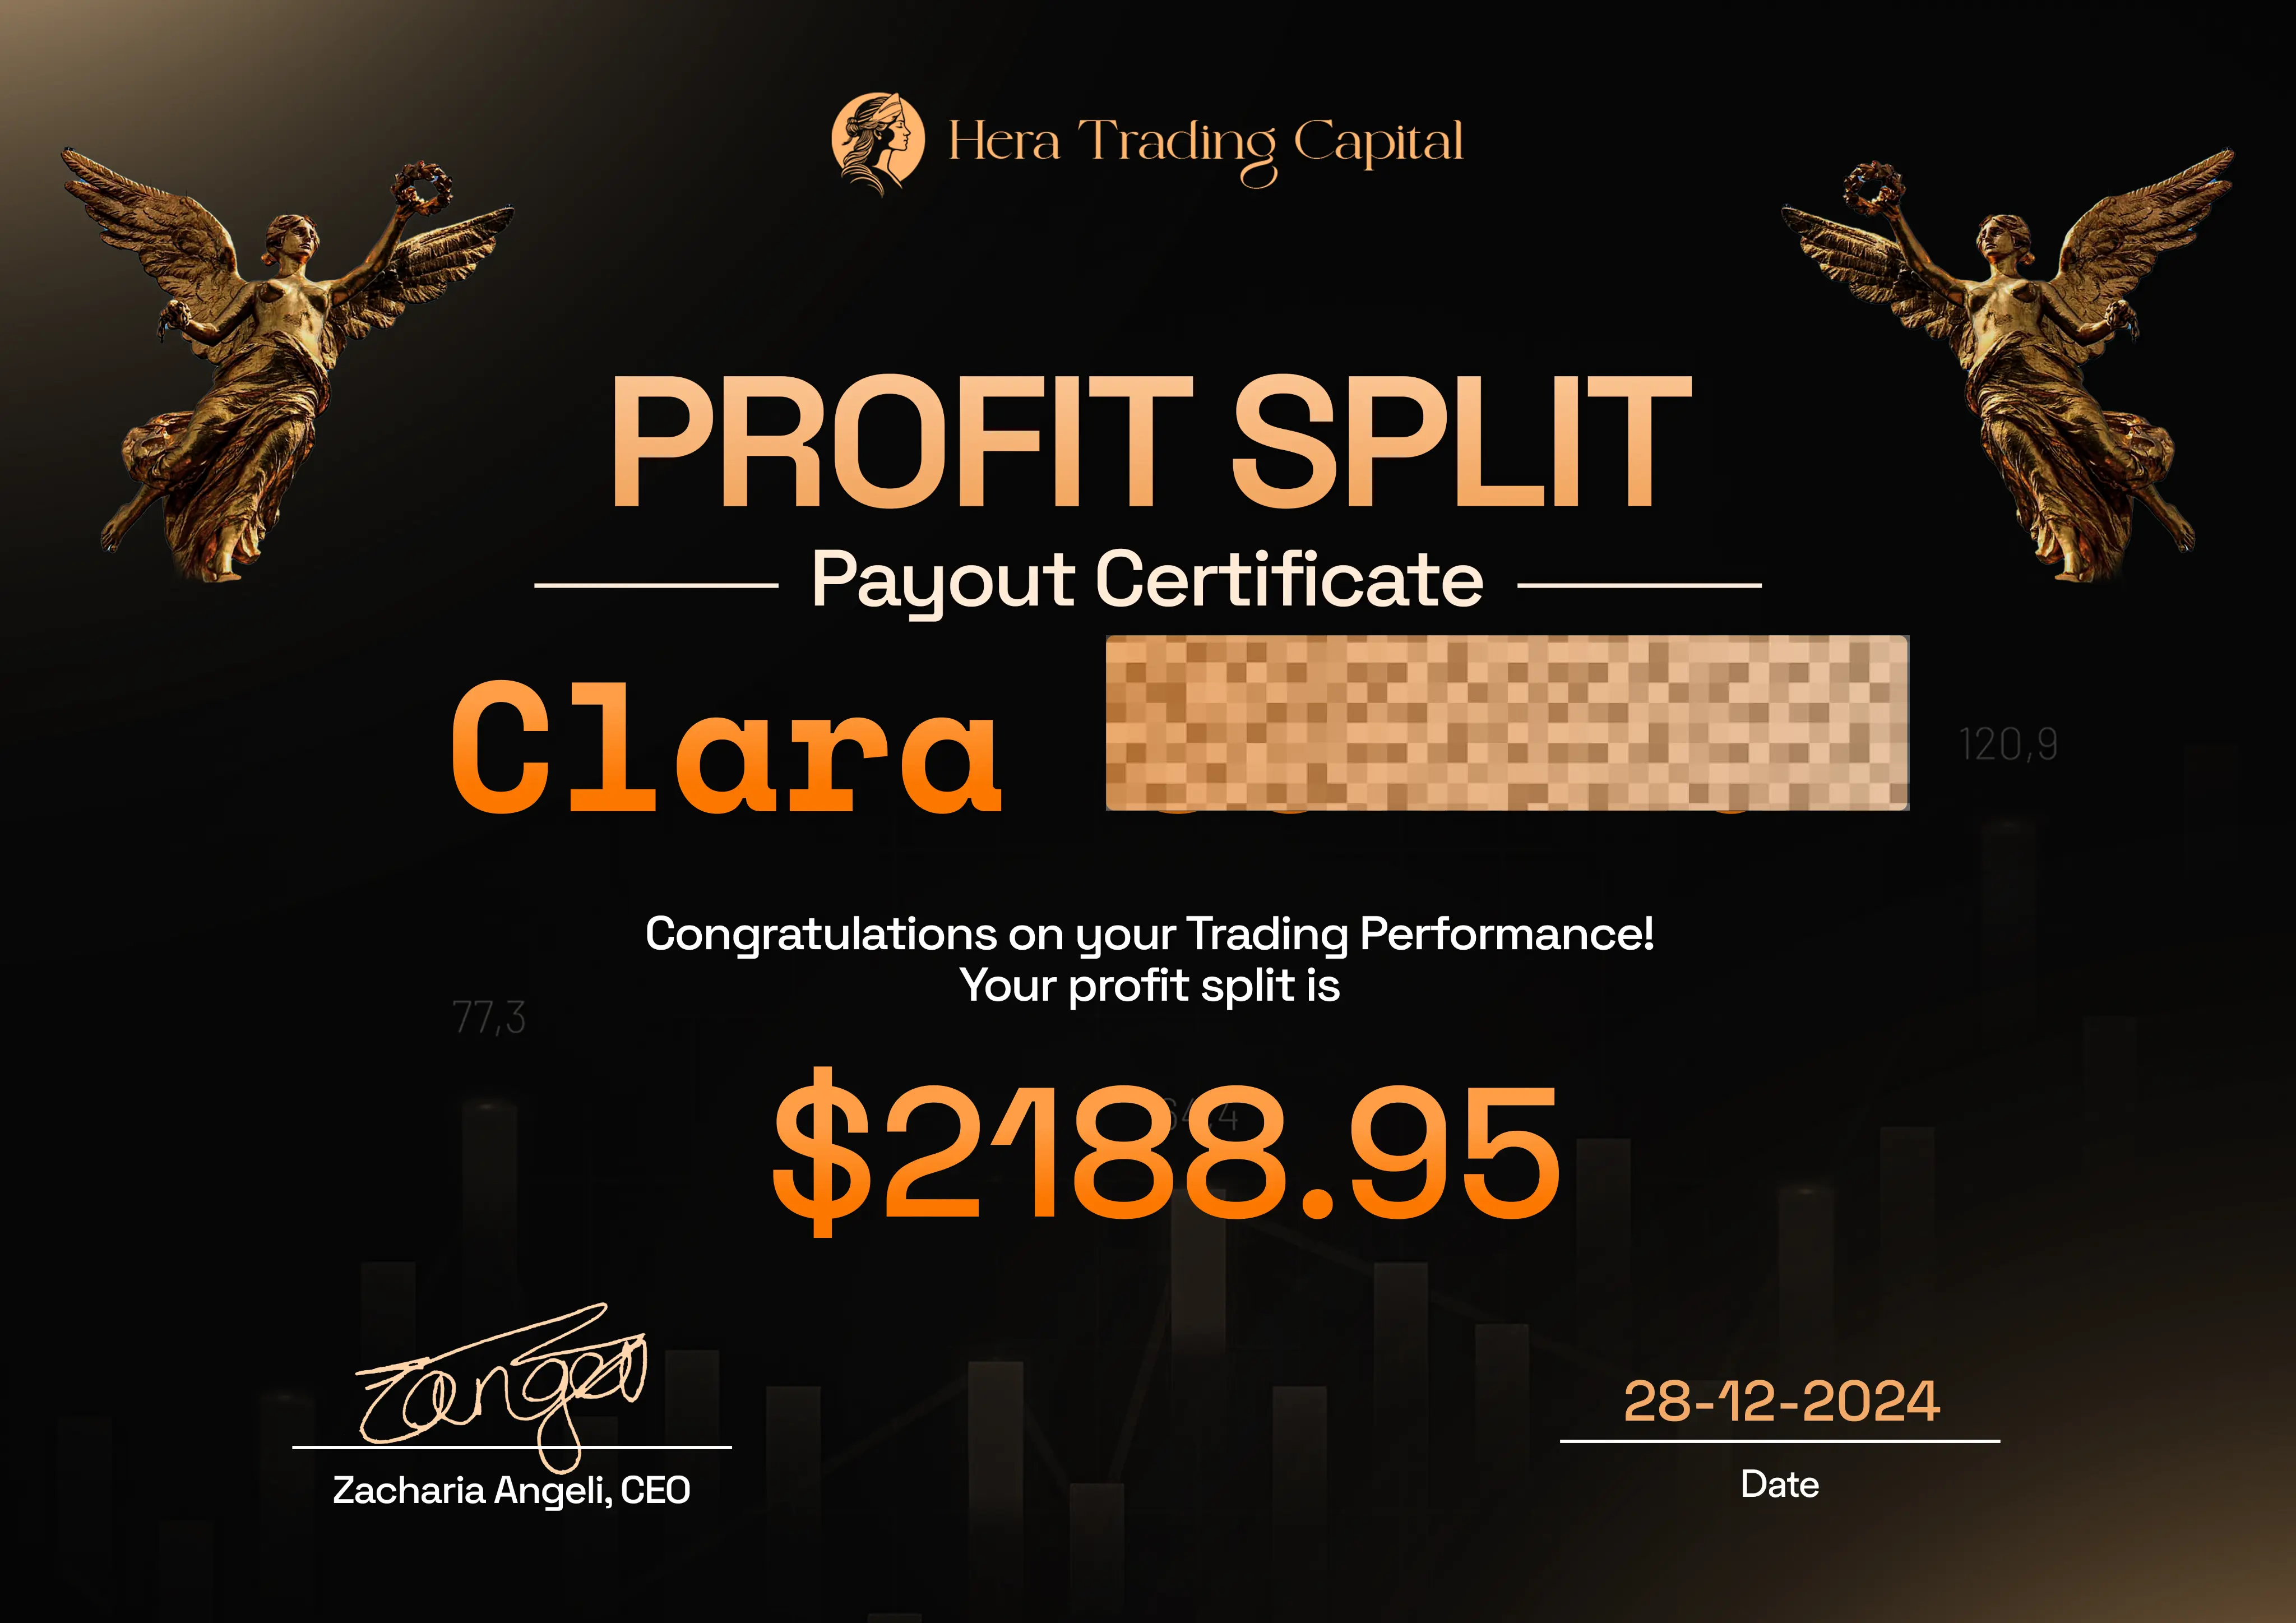 Hera Trading Capital
PROFIT SPLIT
Payout Certificate
Clara
120,9
Congratulations on your Trading Performance!
Your profit split is
77,3
$2188.95
28-12-2024
Zacharia Angeli, CEO
Date